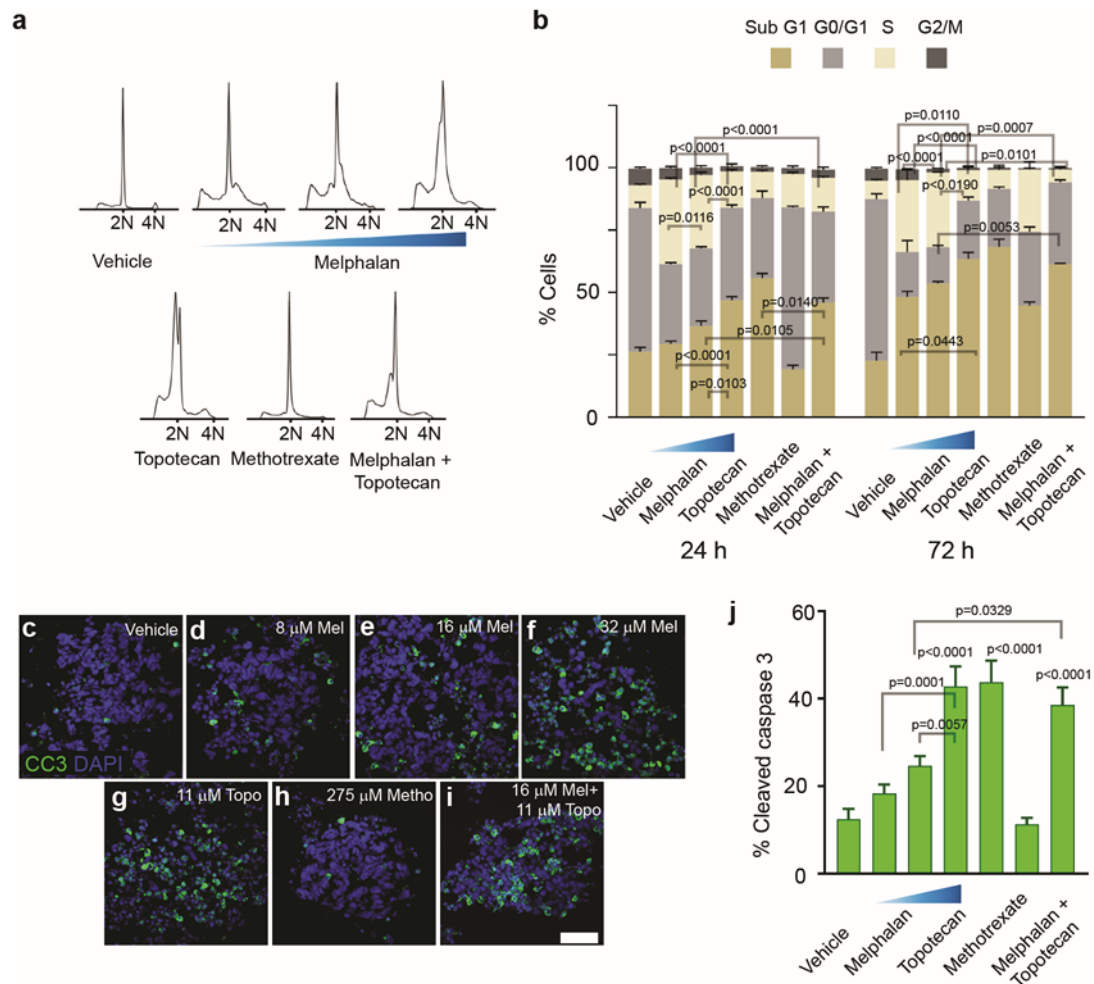 a
2N 4N
2N 4N
2N 4N
2N 4N
Vehicle
Melphalan
2N 4N
2N 4N
2N 4N
Topotecan
Methotrexate
Melphalan +
Topotecan
b
Sub G1 G0/G1 S G2/M
% Cells
100
50
0
p<0.0001
p<0.0001
p<0.0001
p=0.0116
p=0.0140
p=0.0105
p<0.0001
p=0.0103
p=0.0110
p=0.0007
p<0.0001
p<0.0001
p=0.0101
p<0.0190
p=0.0053
p=0.0443
Vehicle
Melphalan
Topotecan
Methotrexate
Melphalan +
Topotecan
24 h
Vehicle
Melphalan
Topotecan
Methotrexate
Melphalan +
Topotecan
72 h
c
Vehicle
CC3 DAPI
d
8 µM Mel
e
16 µM Mel
f
32 µM Mel
g
11 µM Topo
h
275 µM Metho
i
16 µM Mel+
11 µM Topo
j
% Cleaved caspase 3
60
40
20
0
p=0.0329
p<0.0001
p<0.0001
p=0.0001
p<0.0001
p=0.0057
Vehicle
Melphalan
Topotecan
Methotrexate
Melphalan +
Topotecan